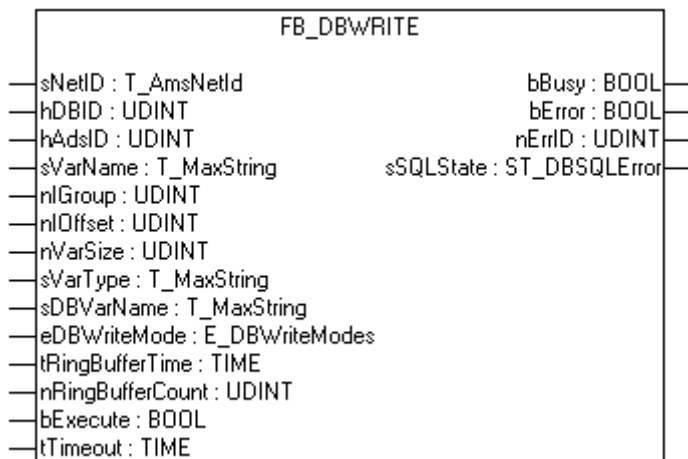 FB_DBWRITE
sNetID : T_AmsNetId bBusy : BOOL
hDBID : UDINT bError : BOOL
hAdsID : UDINT nErrID : UDINT
sVarName : T_MaxString sSQLState : ST_DBSQLError
nIGroup : UDINT
nIOffset : UDINT
nVarSize : UDINT
sVarType : T_MaxString
sDBVarName : T_MaxString
eDBWriteMode : E_DBWriteModes
tRingBufferTime : TIME
nRingBufferCount : UDINT
bExecute : BOOL
tTimeout : TIME